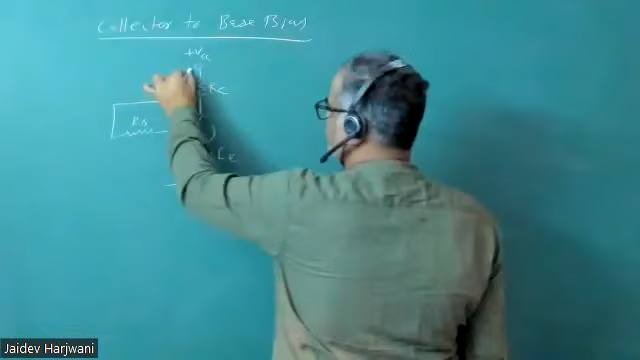 Collector to Base Bias
+Vcc
RC
RB
IE
Jaidev Harjwani